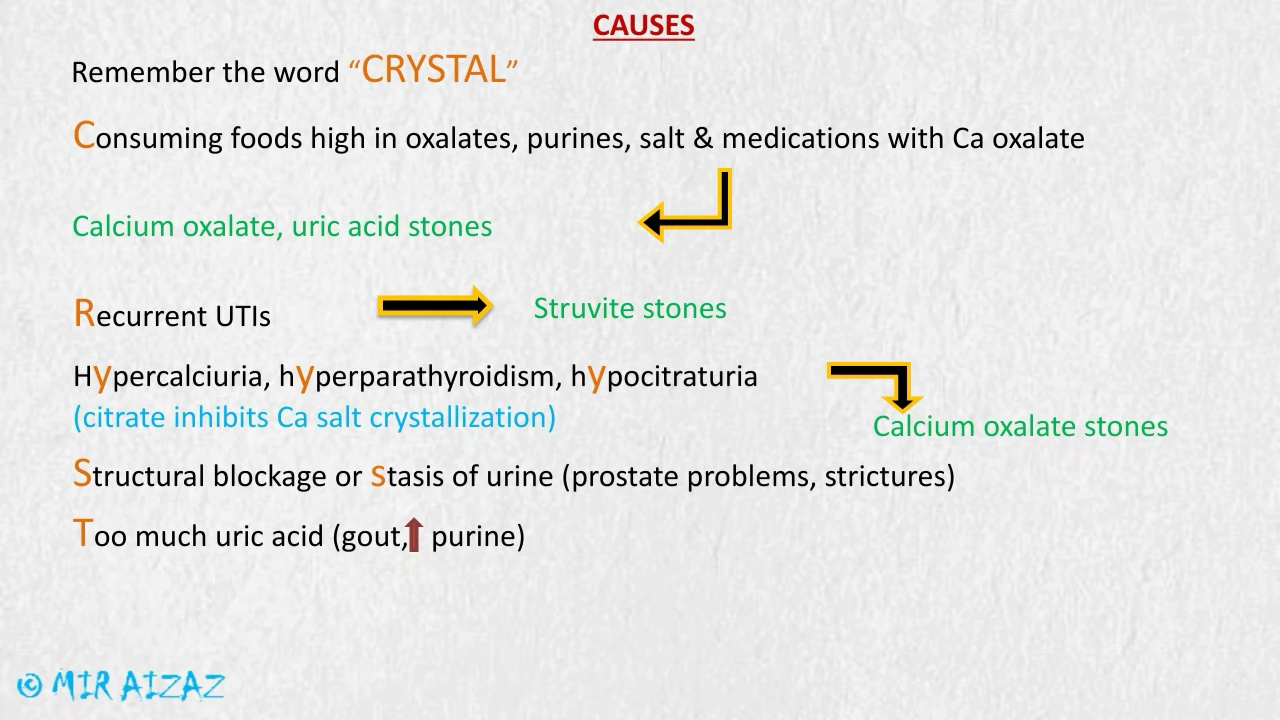 CAUSES
Remember the word “CRYSTAL”
Consuming foods high in oxalates, purines, salt & medications with Ca oxalate
Calcium oxalate, uric acid stones
Recurrent UTIs
Struvite stones
Hypercalciuria, hyperparathyroidism, hypocitraturia
(citrate inhibits Ca salt crystallization)
Calcium oxalate stones
Structural blockage or stasis of urine (prostate problems, strictures)
Too much uric acid (gout, purine)
© MIR AIZAZ